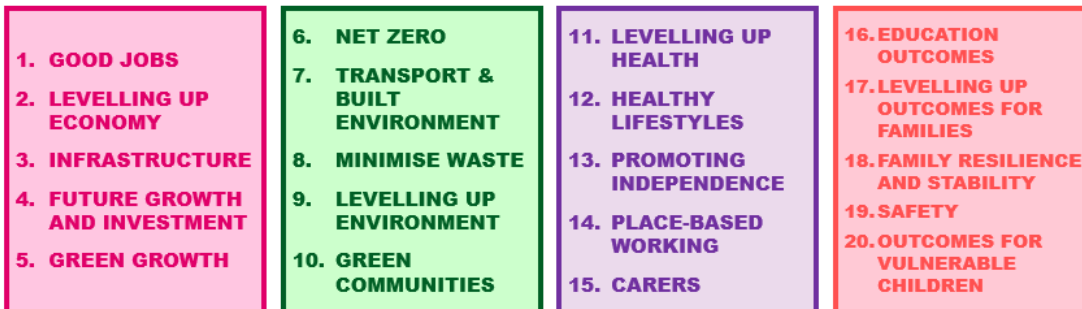 1. GOOD JOBS
2. LEVELLING UP
ECONOMY
3. INFRASTRUCTURE
4. FUTURE GROWTH
AND INVESTMENT
5. GREEN GROWTH
6. NET ZERO
7. TRANSPORT &
BUILT
ENVIRONMENT
8. MINIMISE WASTE
9. LEVELLING UP
ENVIRONMENT
10. GREEN
COMMUNITIES
11. LEVELLING UP
HEALTH
12. HEALTHY
LIFESTYLES
13. PROMOTING
INDEPENDENCE
14. PLACE-BASED
WORKING
15. CARERS
16. EDUCATION
OUTCOMES
17. LEVELLING UP
OUTCOMES FOR
FAMILIES
18. FAMILY RESILIENCE
AND STABILITY
19. SAFETY
20. OUTCOMES FOR
VULNERABLE
CHILDREN